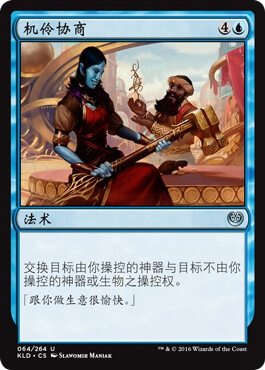 机伶协商 4
法术
交换目标由你操控的神器与目标不由你
操控的神器或生物之操控权。
「跟你做生意很愉快。」
064/264 U
KLD • CS SLAWOMIR MANIAK
™ & © 2016 Wizards of the Coast